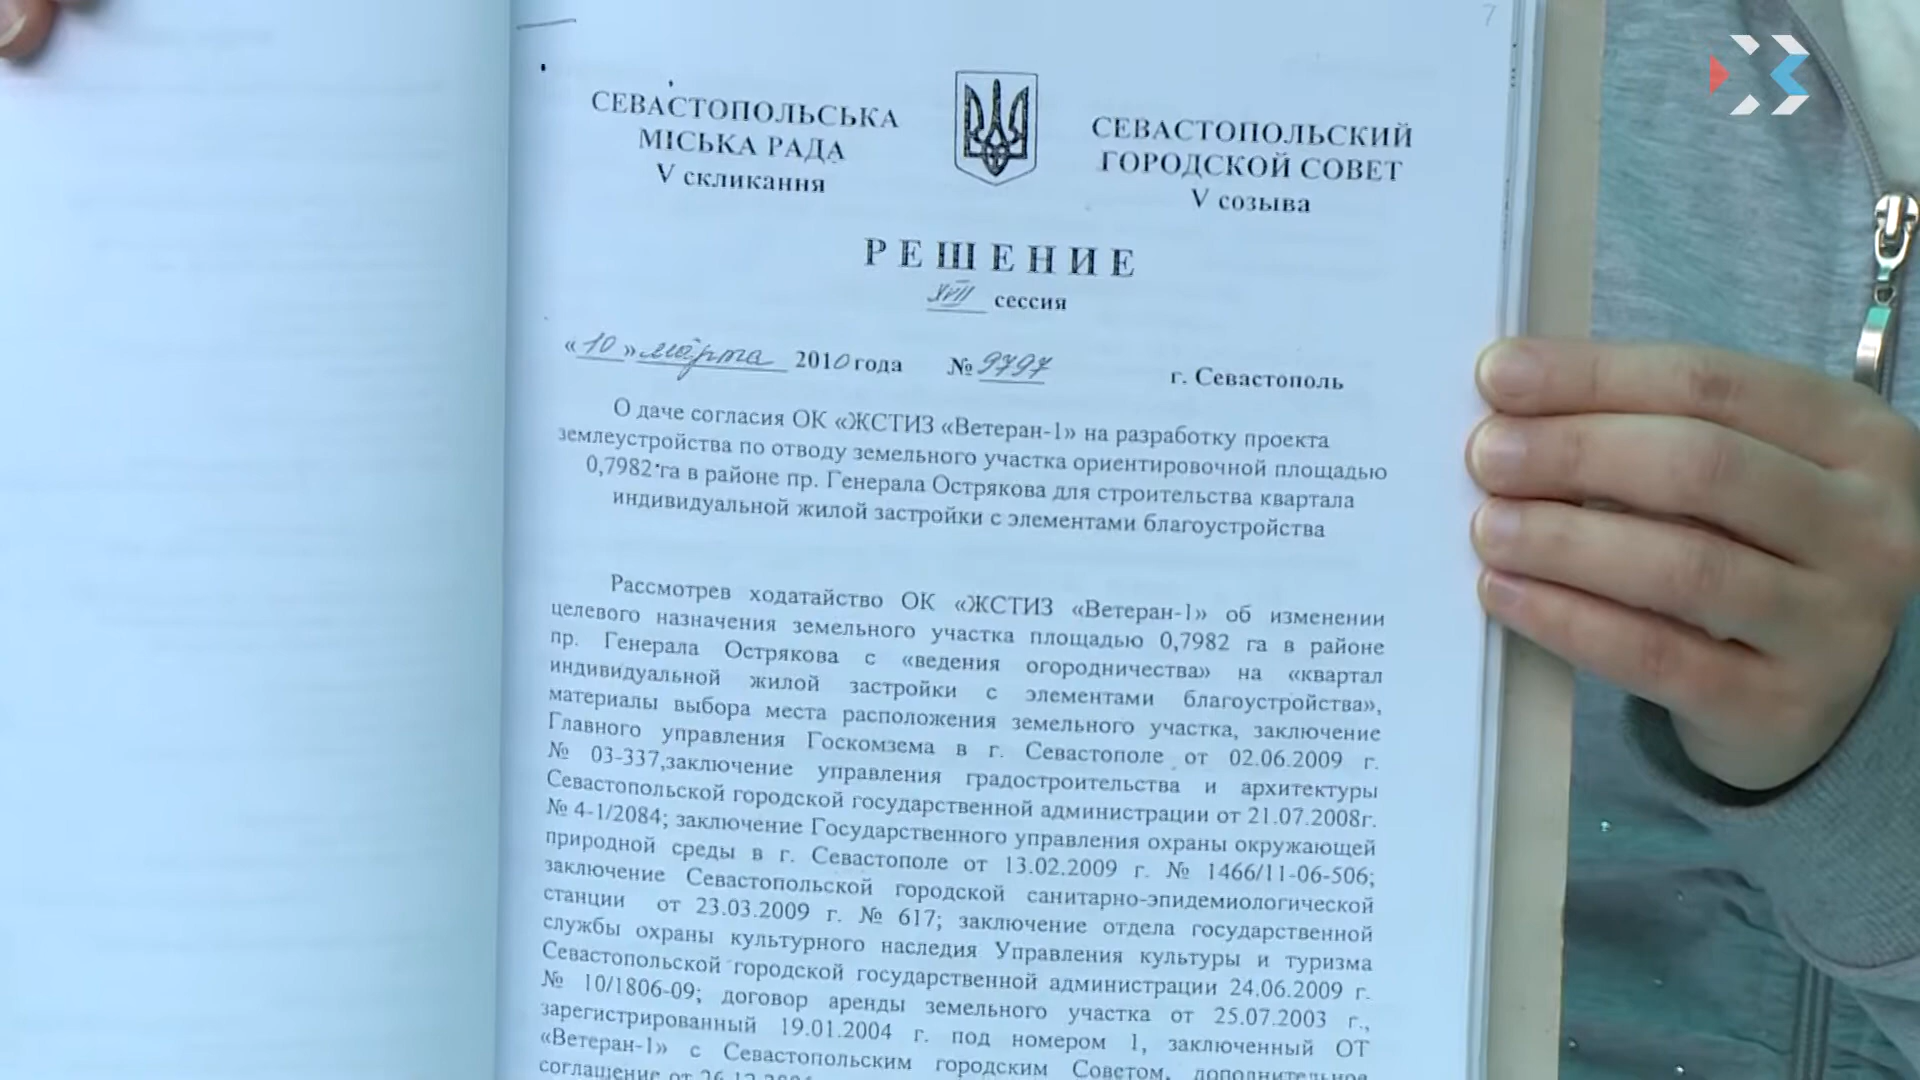 7
СЕВАСТОПОЛЬСЬКА
МІСЬКА РАДА
V скликання
СЕВАСТОПОЛЬСКИЙ
ГОРОДСКОЙ СОВЕТ
V созыва
РЕШЕНИЕ
XVII сессия
«10» марта 2010 года № 9797 г. Севастополь
О даче согласия ОК «ЖСТИЗ «Ветеран-1» на разработку проекта
землеустройства по отводу земельного участка ориентировочной площадью
0,7982 га в районе пр. Генерала Острякова для строительства квартала
индивидуальной жилой застройки с элементами благоустройства
Рассмотрев ходатайство ОК «ЖСТИЗ «Ветеран-1» об изменении
целевого назначения земельного участка площадью 0,7982 га в районе
пр. Генерала Острякова с «ведения огородничества» на «квартал
индивидуальной жилой застройки с элементами благоустройства»,
материалы выбора места расположения земельного участка, заключение
Главного управления Госкомзема в г. Севастополе от 02.06.2009 г.
№ 03-337,заключение управления градостроительства и архитектуры
Севастопольской городской государственной администрации от 21.07.2008г.
№ 4-1/2084; заключение Государственного управления охраны окружающей
природной среды в г. Севастополе от 13.02.2009 г. № 1466/11-06-506;
заключение Севастопольской городской санитарно-эпидемиологической
станции от 23.03.2009 г. № 617; заключение отдела государственной
службы охраны культурного наследия Управления культуры и туризма
Севастопольской городской государственной администрации 24.06.2009 г.
№ 10/1806-09; договор аренды земельного участка от 25.07.2003 г.,
зарегистрированный 19.01.2004 г. под номером 1, заключенный ОТ
«Ветеран-1» с Севастопольским городским Советом, дополнительное
соглашение от